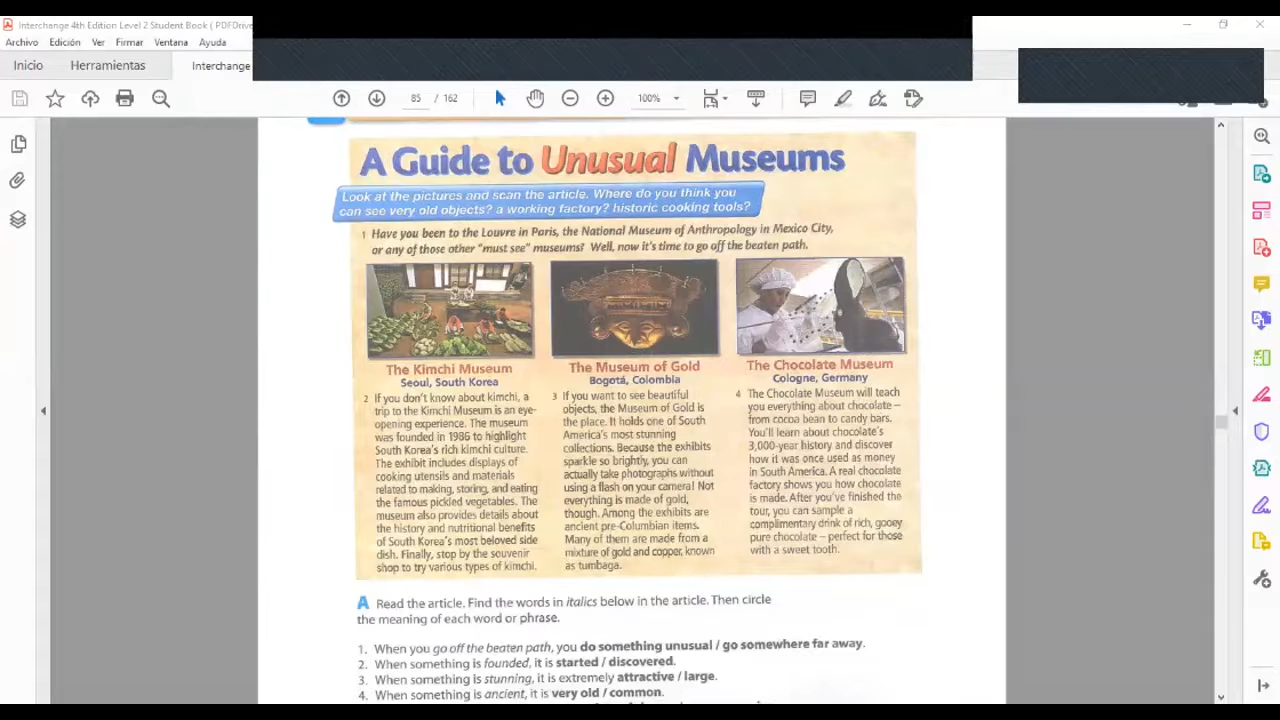 Interchange 4th Edition Level 2 Student Book ( PDFDrive
Archivo Edición Ver Firmar Ventana Ayuda
Inicio Herramientas Interchange
85 / 162 100%
A Guide to Unusual Museums
Look at the pictures and scan the article. Where do you think you
can see very old objects? a working factory? historic cooking tools?
1 Have you been to the Louvre in Paris, the National Museum of Anthropology in Mexico City,
or any of those other "must see" museums? Well, now it's time to go off the beaten path.
The Kimchi Museum
Seoul, South Korea
2 If you don't know about kimchi, a
trip to the Kimchi Museum is an eye-
opening experience. The museum
was founded in 1986 to highlight
South Korea's rich kimchi culture.
The exhibit includes displays of
cooking utensils and materials
related to making, storing, and eating
the famous pickled vegetables. The
museum also provides details about
the history and nutritional benefits
of South Korea's most beloved side
dish. Finally, stop by the souvenir
shop to try various types of kimchi.
The Museum of Gold
Bogotá, Colombia
3 If you want to see beautiful
objects, the Museum of Gold is
the place. It holds one of South
America's most stunning
collections. Because the exhibits
sparkle so brightly, you can
actually take photographs without
using a flash on your camera! Not
everything is made of gold,
though. Among the exhibits are
ancient pre-Columbian items.
Many of them are made from a
mixture of gold and copper, known
as tumbaga.
The Chocolate Museum
Cologne, Germany
4 The Chocolate Museum will teach
you everything about chocolate –
from cocoa bean to candy bars.
You'll learn about chocolate's
3,000-year history and discover
how it was once used as money
in South America. A real chocolate
factory shows you how chocolate
is made. After you've finished the
tour, you can sample a
complimentary drink of rich, gooey
pure chocolate – perfect for those
with a sweet tooth.
A Read the article. Find the words in italics below in the article. Then circle
the meaning of each word or phrase.
1. When you go off the beaten path, you do something unusual / go somewhere far away.
2. When something is founded, it is started / discovered.
3. When something is stunning, it is extremely attractive / large.
4. When something is ancient, it is very old / common.